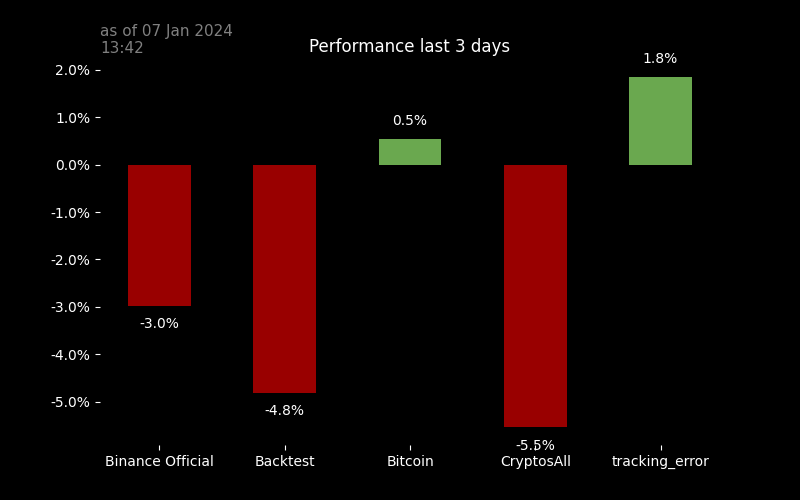 as of 07 Jan 2024
13:42
Performance last 3 days
2.0%
1.0%
0.0%
-1.0%
-2.0%
-3.0%
-4.0%
-5.0%
-3.0%
-4.8%
0.5%
-5.5%
1.8%
Binance Official
Backtest
Bitcoin
CryptosAll
tracking_error